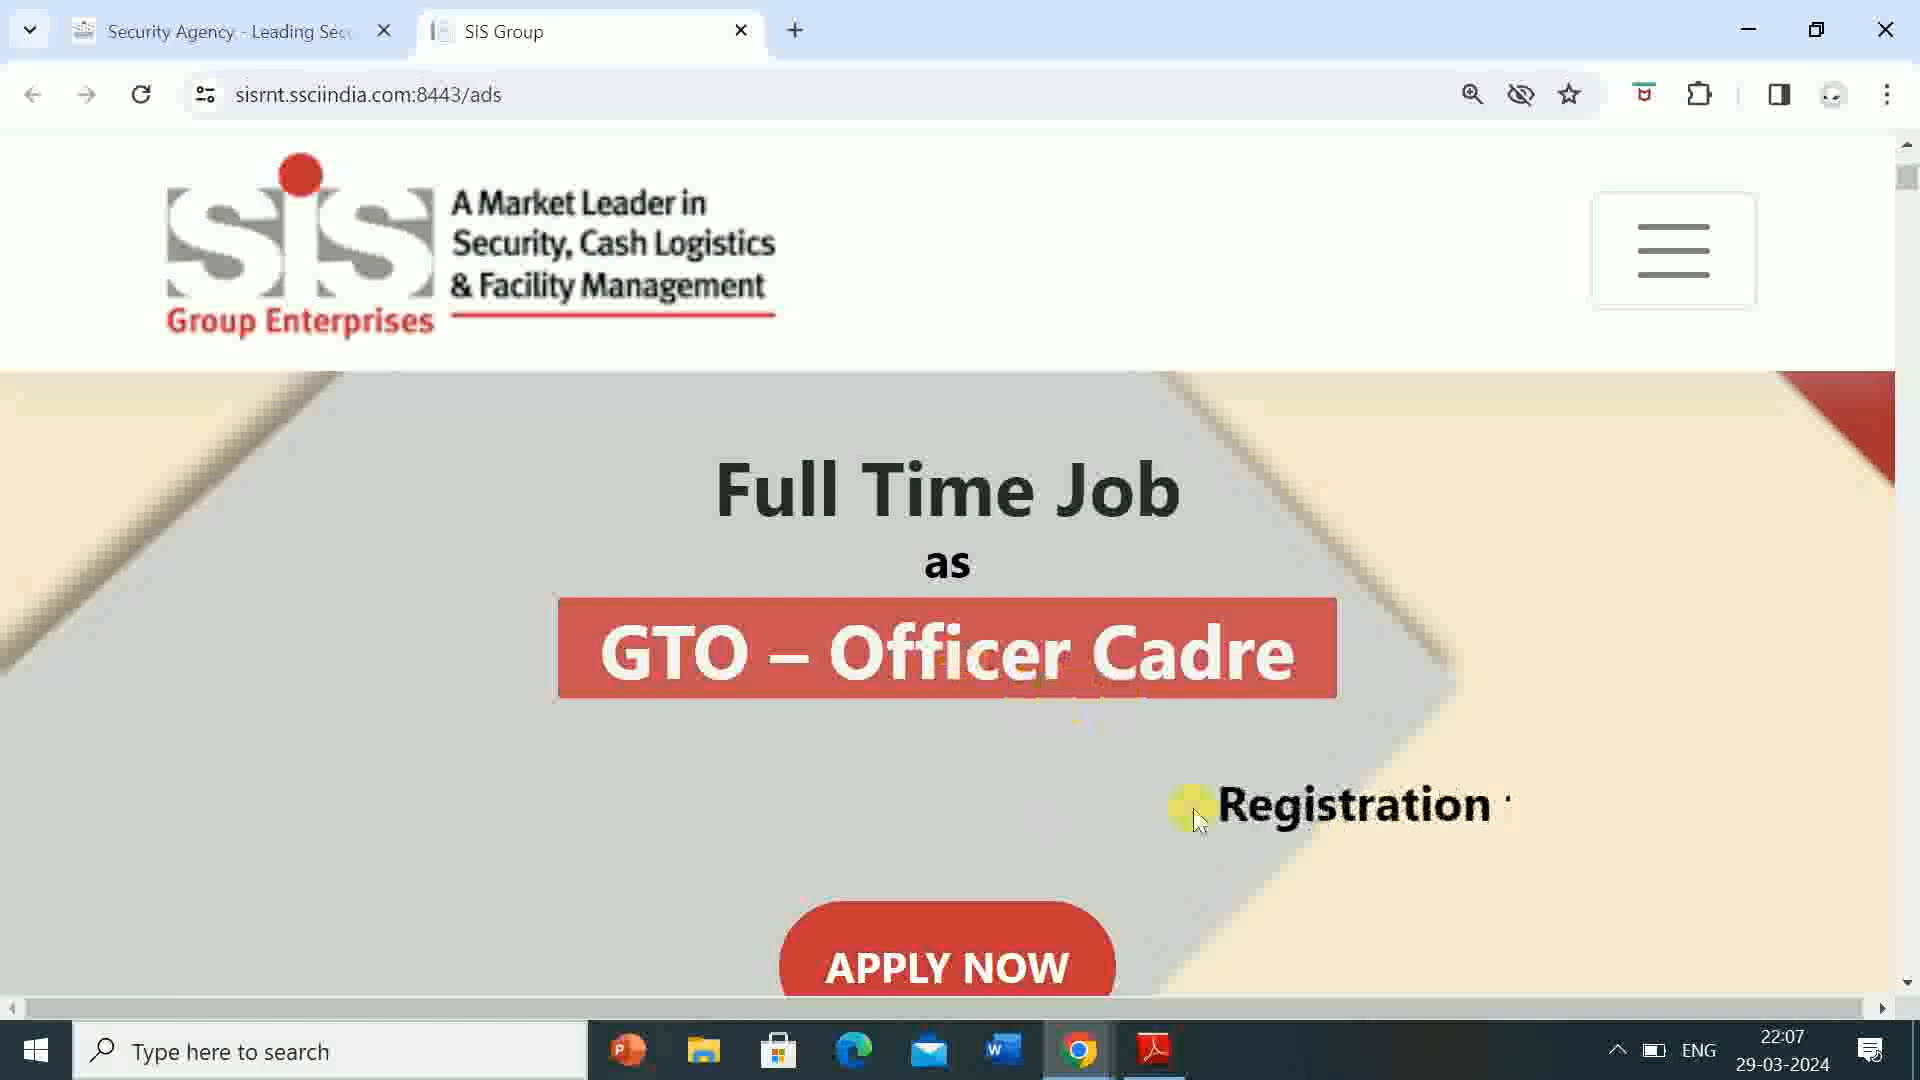 Security Agency - Leading Sec
SIS Group
sisrnt.ssciindia.com:8443/ads
sis
Group Enterprises
A Market Leader in
Security, Cash Logistics
& Facility Management
Full Time Job
as
GTO – Officer Cadre
Registration
APPLY NOW
Type here to search
ENG
22:07
29-03-2024